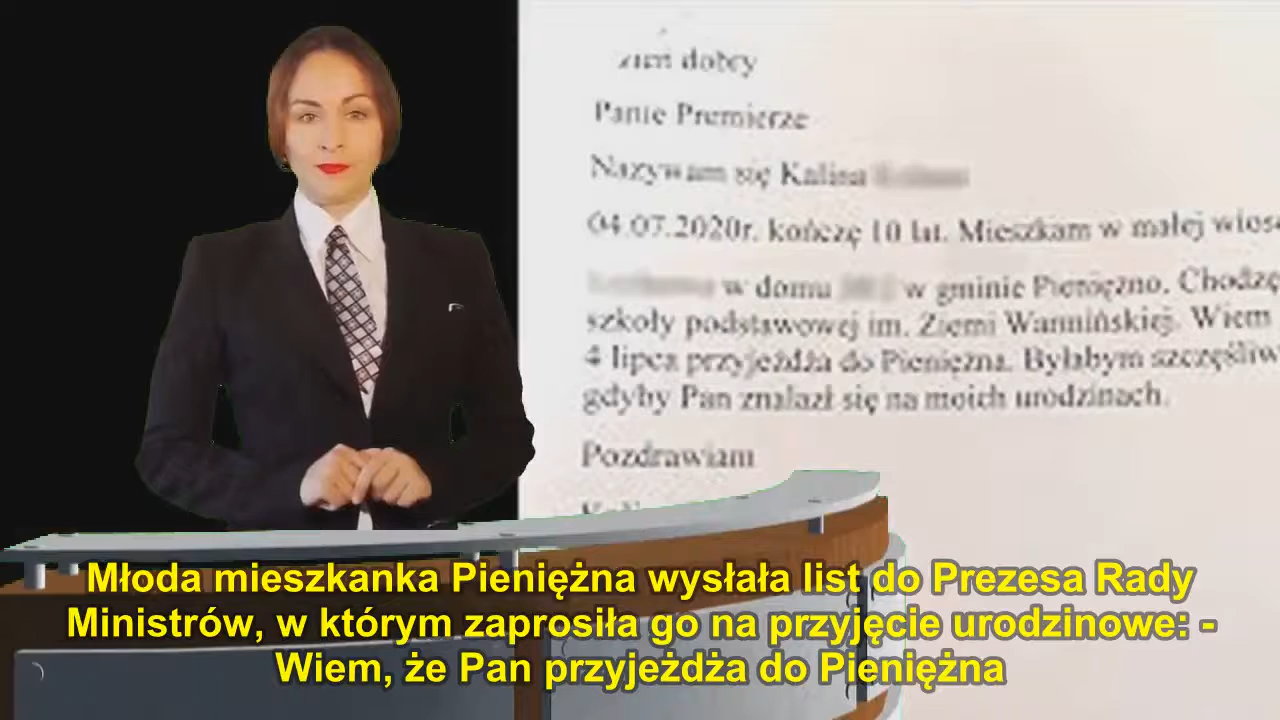 dobry
Panie Premierze
Nazywam się Kalina
04.07.2020r. kończę 10 lat. Mieszkam w małej
w domu w gminie Pieniężno. Chodzę
szkoły podstawowej im. Ziemi Warmińskiej. Wiem
4 lipca przyjeżdża do Pieniężna. Byłabym
gdyby Pan znalazł się na moich urodzinach.
Pozdrawiam
Młoda mieszkanka Pieniężna wysłała list do Prezesa Rady
Ministrów, w którym zaprosiła go na przyjęcie urodzinowe: -
Wiem, że Pan przyjeżdża do Pieniężna